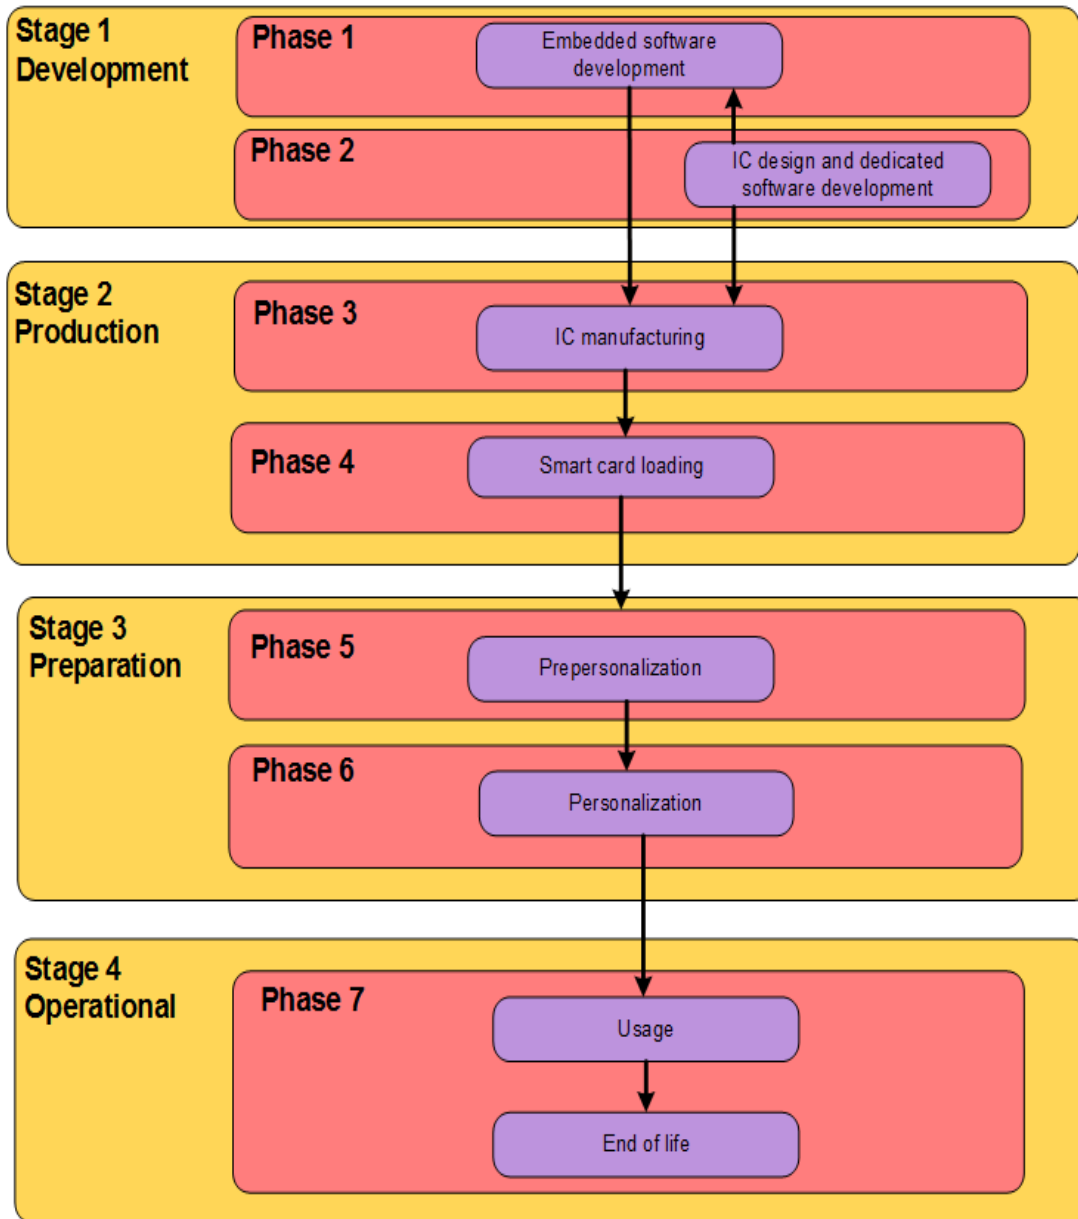 Stage 1
Development
Phase 1
Embedded software
development
Phase 2
IC design and dedicated
software development
Stage 2
Production
Phase 3
IC manufacturing
Phase 4
Smart card loading
Stage 3
Preparation
Phase 5
Prepersonalization
Phase 6
Personalization
Stage 4
Operational
Phase 7
Usage
End of life